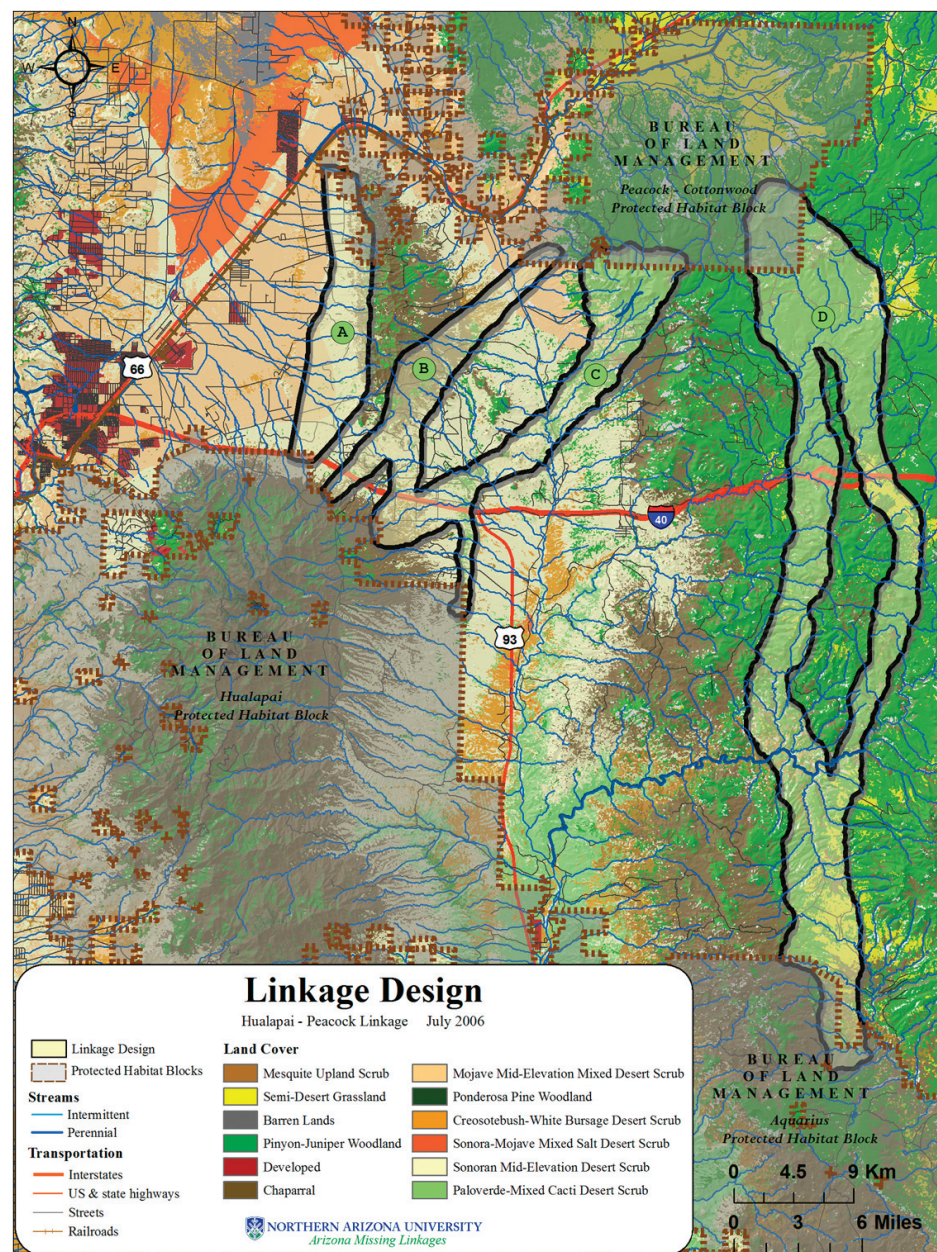 N
W
E
S
BUREAU
OF LAND
MANAGEMENT
Peacock - Cottonwood
Protected Habitat Block
A
B
C
D
66
40
93
BUREAU
OF LAND
MANAGEMENT
Hualapai
Protected Habitat Block
BUREAU
OF LAND
MANAGEMENT
Aquarius
Protected Habitat Block
0 4.5 9 Km
0 3 6 Miles
Linkage Design
Hualapai - Peacock Linkage July 2006
Linkage Design
Protected Habitat Blocks
Streams
Intermittent
Perennial
Transportation
Interstates
US & state highways
Streets
Railroads
Land Cover
Mesquite Upland Scrub
Semi-Desert Grassland
Barren Lands
Pinyon-Juniper Woodland
Developed
Chaparral
Mojave Mid-Elevation Mixed Desert Scrub
Ponderosa Pine Woodland
Creosotebush-White Bursage Desert Scrub
Sonora-Mojave Mixed Salt Desert Scrub
Sonoran Mid-Elevation Desert Scrub
Paloverde-Mixed Cacti Desert Scrub
NORTHERN ARIZONA UNIVERSITY
Arizona Missing Linkages